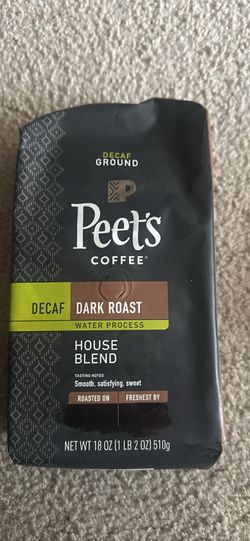 DECAF
GROUND
Peet's
COFFEE®
DECAF DARK ROAST
WATER PROCESS
HOUSE
BLEND
TASTING NOTES
Smooth, satisfying, sweet
ROASTED ON FRESHEST BY
NET WT 18 OZ (1 LB 2 OZ) 510g